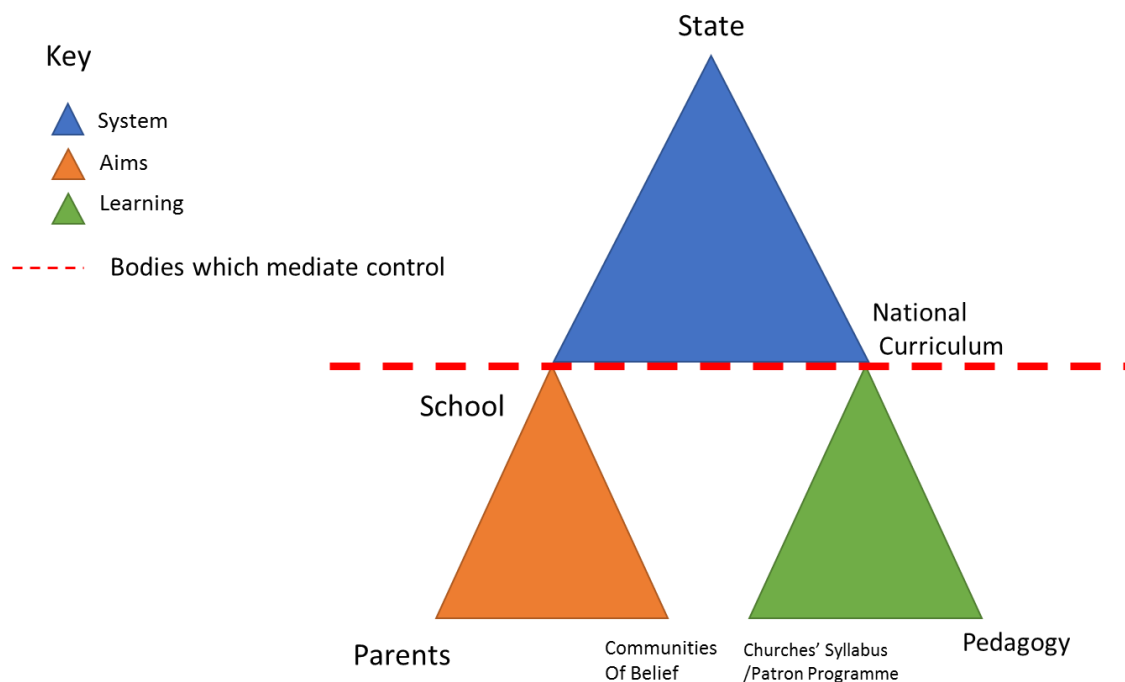 State
Key
System
Aims
Learning
Bodies which mediate control
National
Curriculum
School
Parents
Communities
Of Belief
Churches’ Syllabus
/Patron Programme
Pedagogy